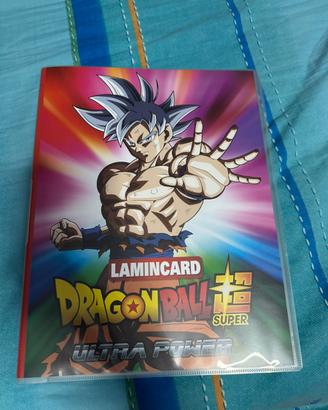 LAMINCARD
DRAGON BALL 超
SUPER
ULTRA POWER